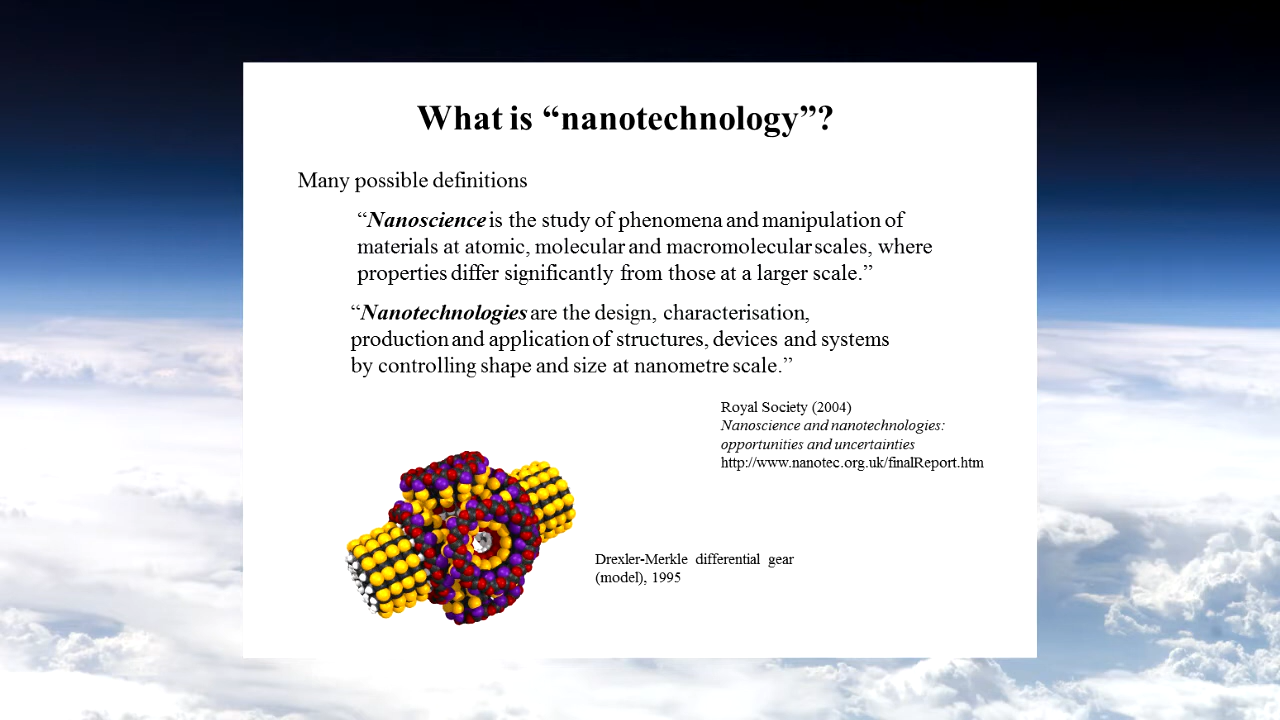 What is “nanotechnology”?
Many possible definitions
“Nanoscience is the study of phenomena and manipulation of
materials at atomic, molecular and macromolecular scales, where
properties differ significantly from those at a larger scale.”
“Nanotechnologies are the design, characterisation,
production and application of structures, devices and systems
by controlling shape and size at nanometre scale.”
Royal Society (2004)
Nanoscience and nanotechnologies:
opportunities and uncertainties
http://www.nanotec.org.uk/finalReport.htm
Drexler-Merkle differential gear
(model), 1995